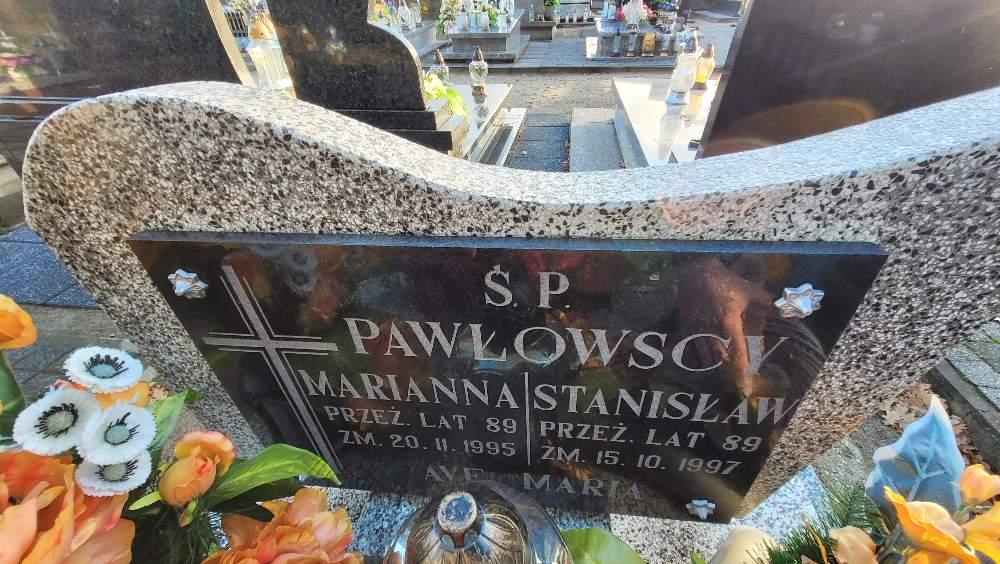 Ś. P.
PAWŁOWSCY
MARIANNA STANISŁAW
PRZEŻ. LAT 89 PRZEŻ. LAT 89
ZM. 20. 11. 1995 ZM. 15. 10. 1997
AVE MARIA